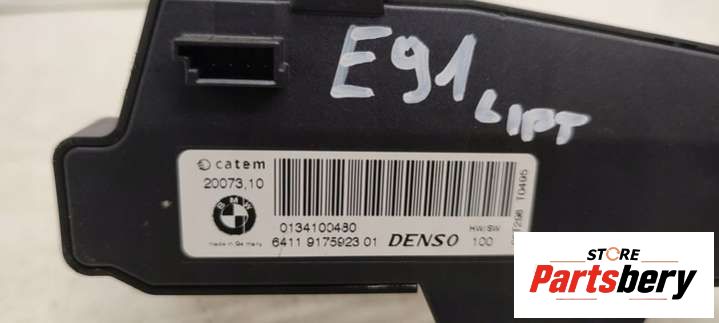 E91
LIFT
catem
20073,10
BMW
made in Germany
0134100480
6411 9175923 01 DENSO
HW/SW
100
T0495
STORE
Partsbery